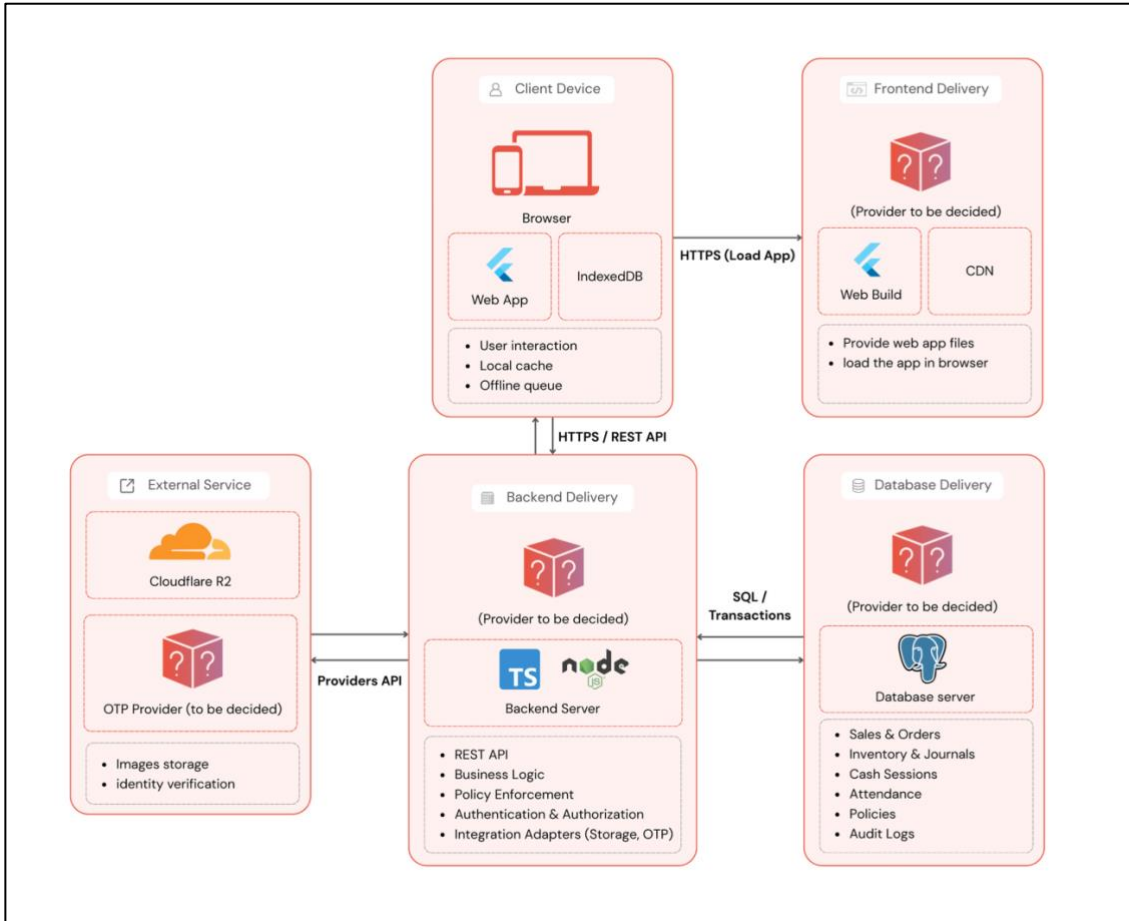 Client Device
Browser
Web App
IndexedDB
User interaction
Local cache
Offline queue
HTTPS (Load App)
Frontend Delivery
? ?
(Provider to be decided)
Web Build
CDN
Provide web app files
load the app in browser
HTTPS / REST API
External Service
Cloudflare R2
? ?
OTP Provider (to be decided)
Images storage
identity verification
Providers API
Backend Delivery
? ?
(Provider to be decided)
TS
node
JS
Backend Server
REST API
Business Logic
Policy Enforcement
Authentication & Authorization
Integration Adapters (Storage, OTP)
SQL /
Transactions
Database Delivery
? ?
(Provider to be decided)
Database server
Sales & Orders
Inventory & Journals
Cash Sessions
Attendance
Policies
Audit Logs